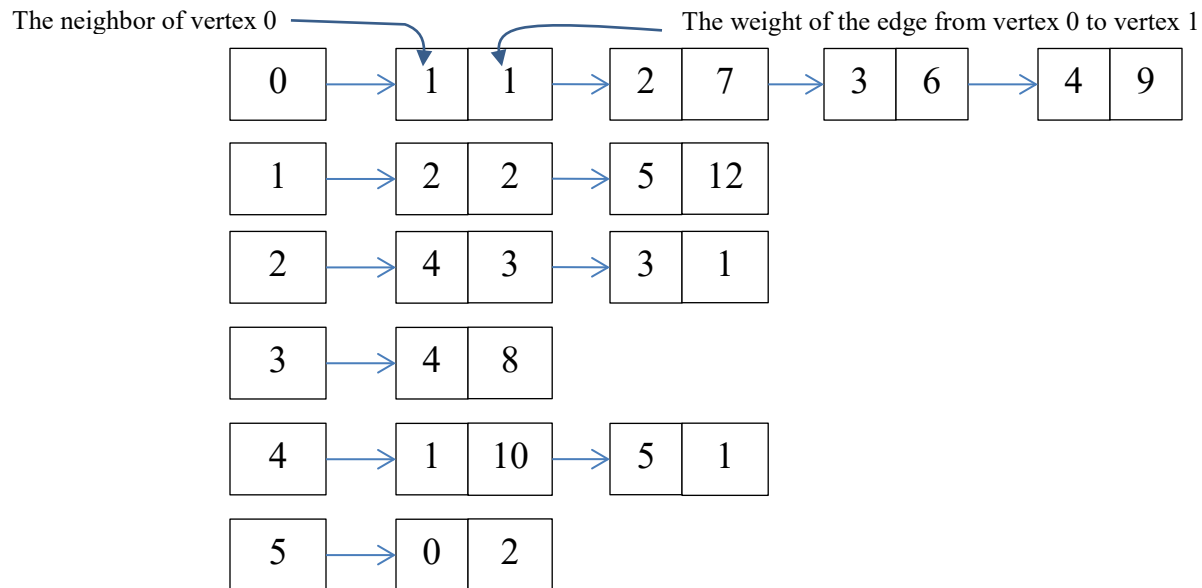 The neighbor of vertex 0
The weight of the edge from vertex 0 to vertex 1
0 1 1 2 7 3 6 4 9
1 2 2 5 12
2 4 3 3 1
3 4 8
4 1 10 5 1
5 0 2